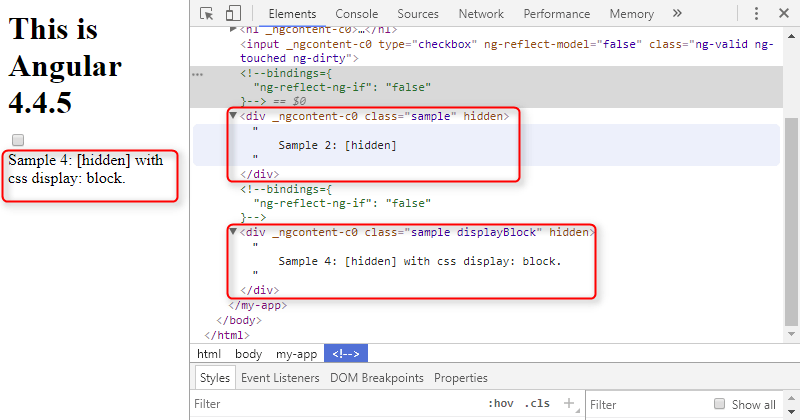 This is
Angular
4.4.5
Sample 4: [hidden] with
css display: block.
Elements Console Sources Network Performance Memory »
<h1 _ngcontent-c0>…</h1>
<input _ngcontent-c0 type="checkbox" ng-reflect-model="false" class="ng-valid ng-
touched ng-dirty">
<!--bindings={
"ng-reflect-ng-if": "false"
}--> == $0
<div _ngcontent-c0 class="sample" hidden>
"
Sample 2: [hidden]
"
</div>
<!--bindings={
"ng-reflect-ng-if": "false"
}-->
<div _ngcontent-c0 class="sample displayBlock" hidden>
"
Sample 4: [hidden] with css display: block.
"
</div>
</my-app>
</body>
</html>
html body my-app <!-->
Styles Event Listeners DOM Breakpoints Properties
Filter :hov .cls + Filter Show all